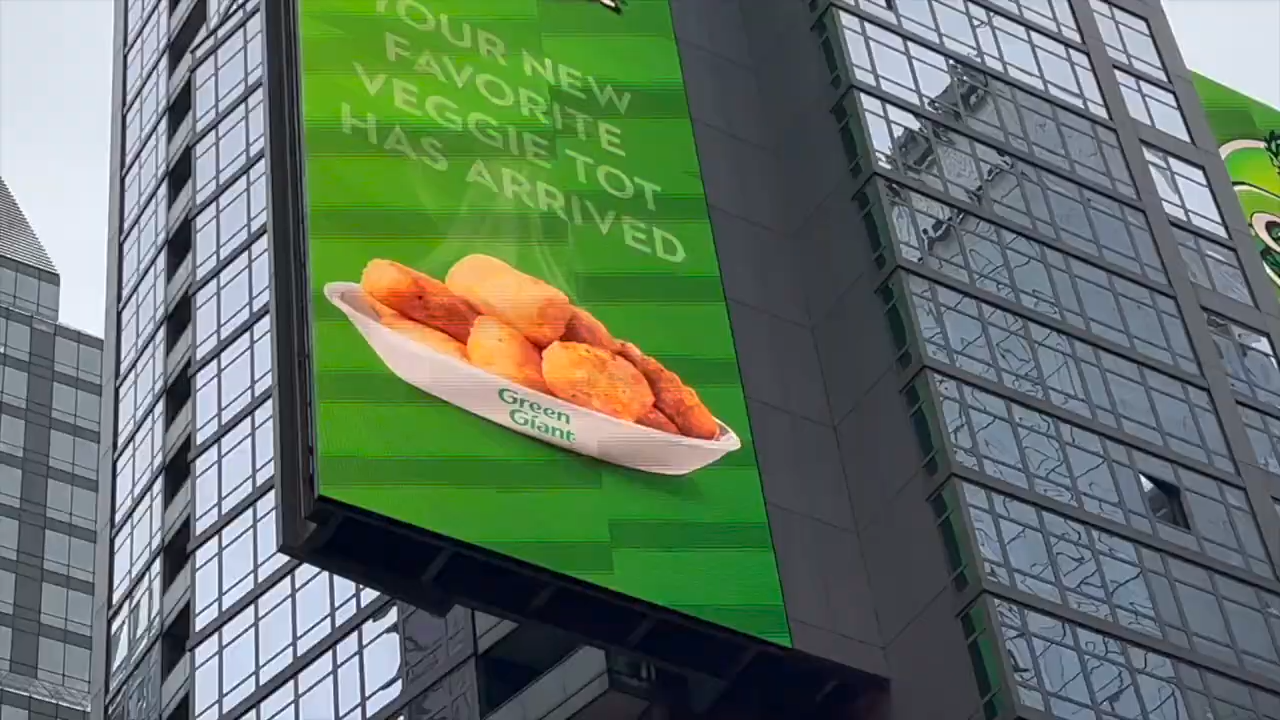 YOUR NEW
FAVORITE
VEGGIE TOT
HAS ARRIVED
Green
Giant